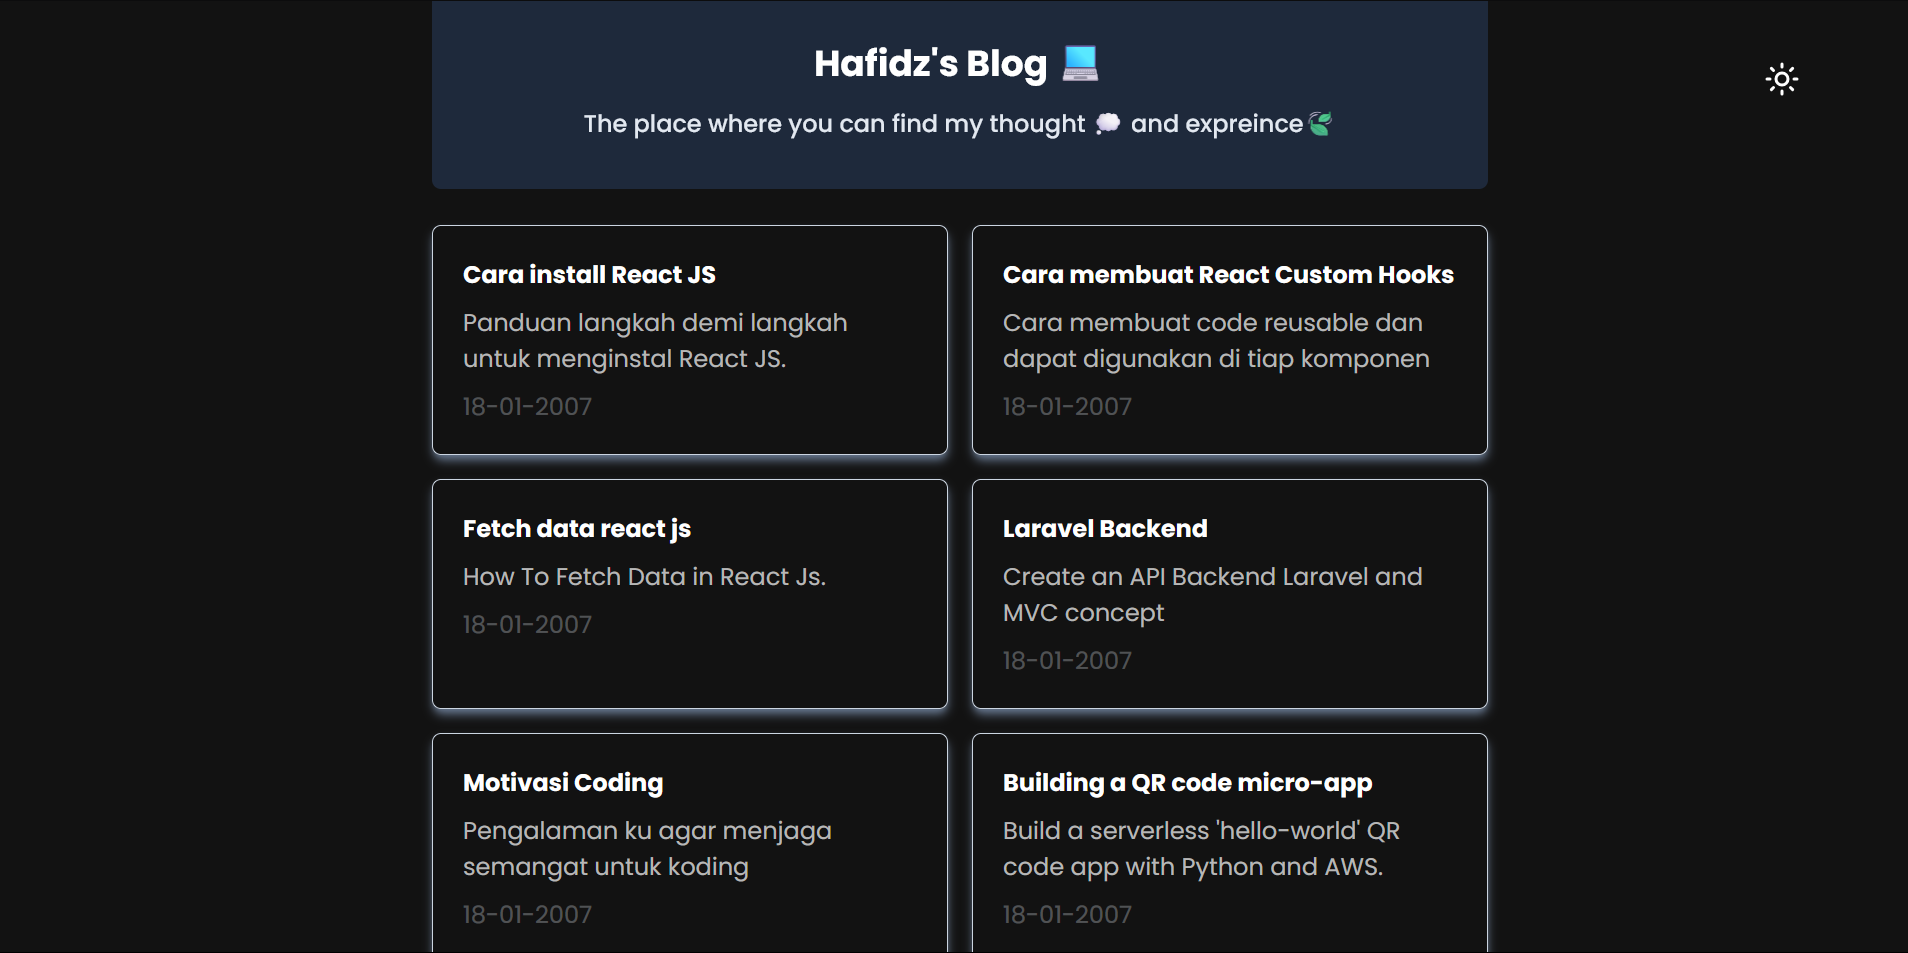 Hafidz's Blog 💻
The place where you can find my thought 💭 and expreince🍃
Cara install React JS
Panduan langkah demi langkah
untuk menginstal React JS.
18-01-2007
Cara membuat React Custom Hooks
Cara membuat code reusable dan
dapat digunakan di tiap komponen
18-01-2007
Fetch data react js
How To Fetch Data in React Js.
18-01-2007
Laravel Backend
Create an API Backend Laravel and
MVC concept
18-01-2007
Motivasi Coding
Pengalaman ku agar menjaga
semangat untuk koding
18-01-2007
Building a QR code micro-app
Build a serverless 'hello-world' QR
code app with Python and AWS.
18-01-2007